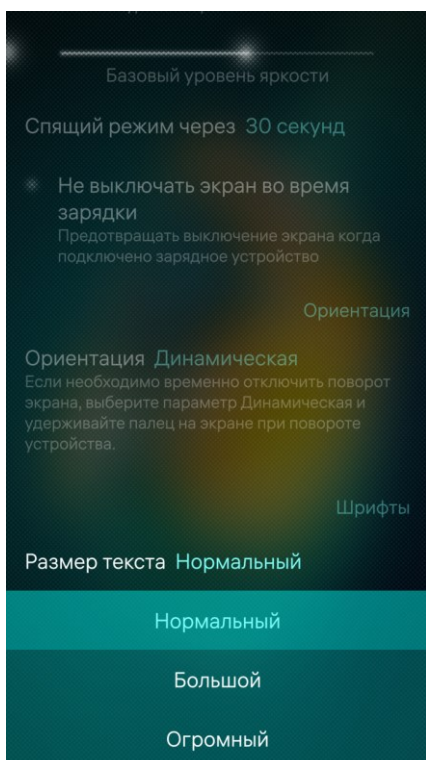 Базовый уровень яркости
Спящий режим через 30 секунд
Не выключать экран во время
зарядки
Предотвращать выключение экрана когда
подключено зарядное устройство
Ориентация
Ориентация Динамическая
Если необходимо временно отключить поворот
экрана, выберите параметр Динамическая и
удерживайте палец на экране при повороте
устройства.
Шрифты
Размер текста Нормальный
Нормальный
Большой
Огромный